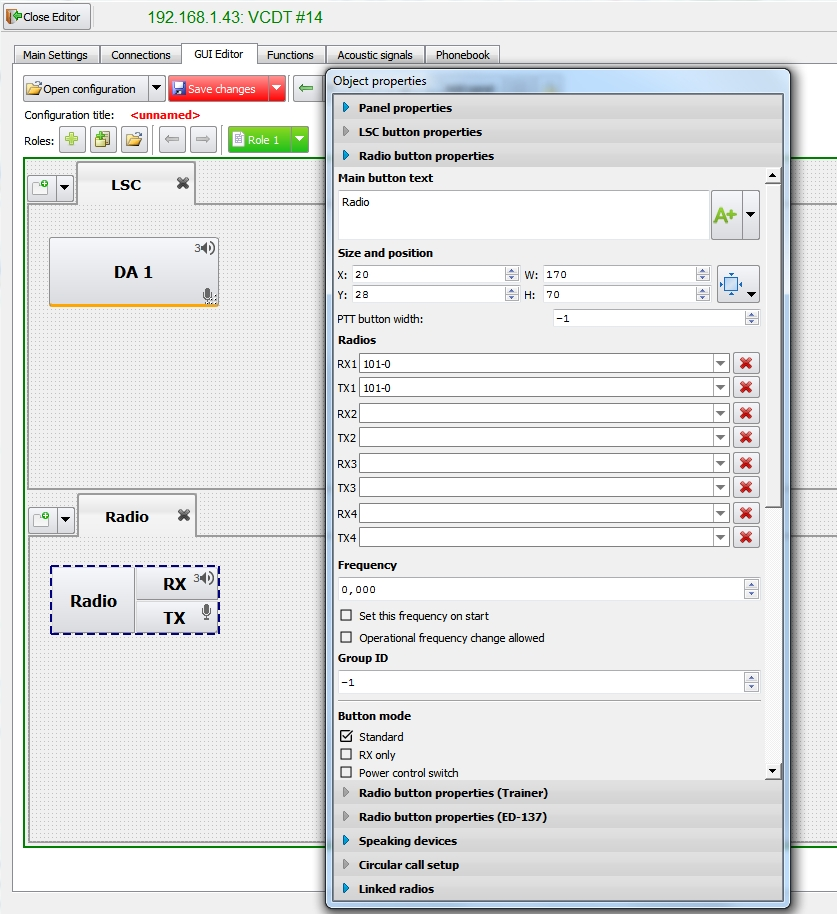 Close Editor
192.168.1.43: VCDT #14
Main Settings
Connections
GUI Editor
Functions
Acoustic signals
Phonebook
Open configuration
Save changes
Configuration title:
<unnamed>
Roles:
Role 1
LSC
DA 1
3
Radio
Radio
RX
3
TX
Object properties
Panel properties
LSC button properties
Radio button properties
Main button text
Radio
A+
Size and position
X: 20
W: 170
Y: 28
H: 70
PTT button width: -1
Radios
RX1 101-0
TX1 101-0
RX2
TX2
RX3
TX3
RX4
TX4
Frequency
0,000
Set this frequency on start
Operational frequency change allowed
Group ID
-1
Button mode
Standard
RX only
Power control switch
Radio button properties (Trainer)
Radio button properties (ED-137)
Speaking devices
Circular call setup
Linked radios